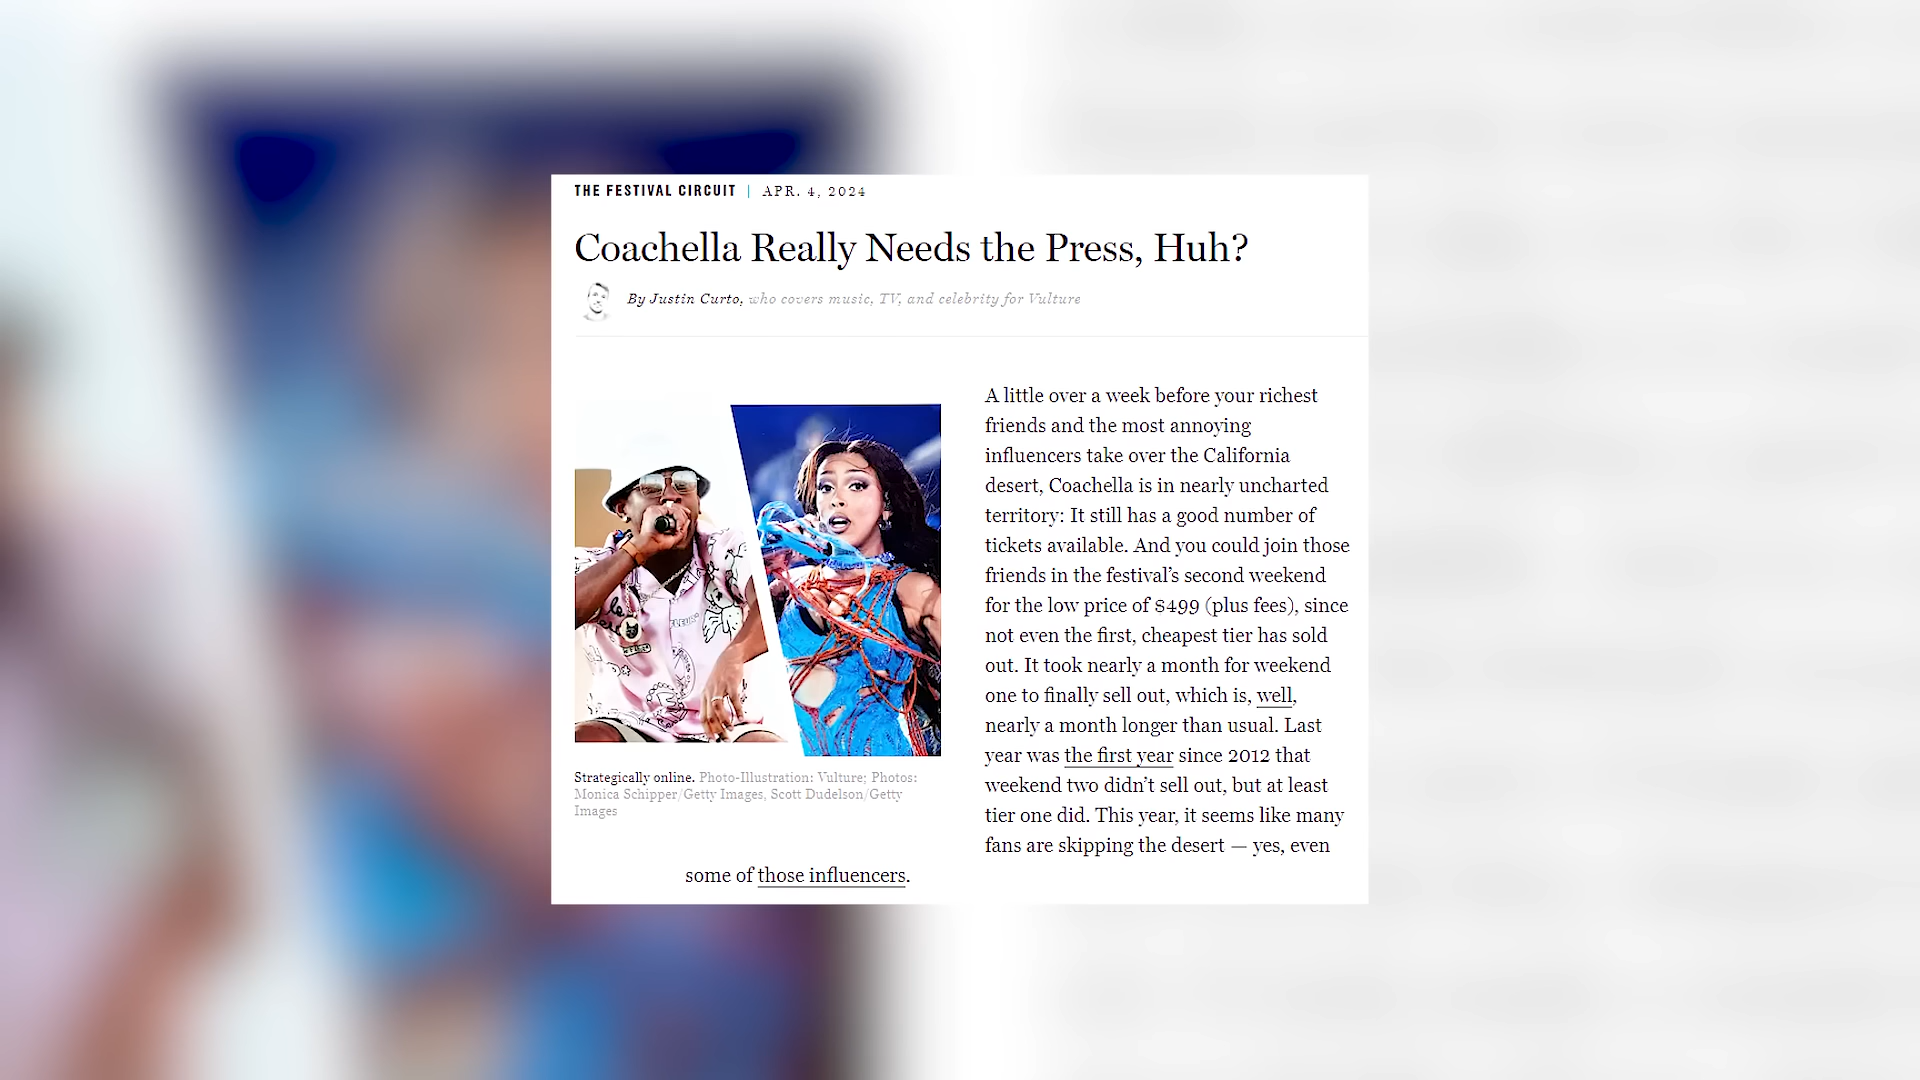 THE FESTIVAL CIRCUIT | APR. 4, 2024
Coachella Really Needs the Press, Huh?
By Justin Curto, who covers music, TV, and celebrity for Vulture
A little over a week before your richest
friends and the most annoying
influencers take over the California
desert, Coachella is in nearly uncharted
territory: It still has a good number of
tickets available. And you could join those
friends in the festival’s second weekend
for the low price of $499 (plus fees), since
not even the first, cheapest tier has sold
out. It took nearly a month for weekend
one to finally sell out, which is, well,
nearly a month longer than usual. Last
year was the first year since 2012 that
weekend two didn’t sell out, but at least
tier one did. This year, it seems like many
fans are skipping the desert — yes, even
some of those influencers.
Strategically online. Photo-Illustration: Vulture; Photos:
Monica Schipper/Getty Images, Scott Dudelson/Getty
Images